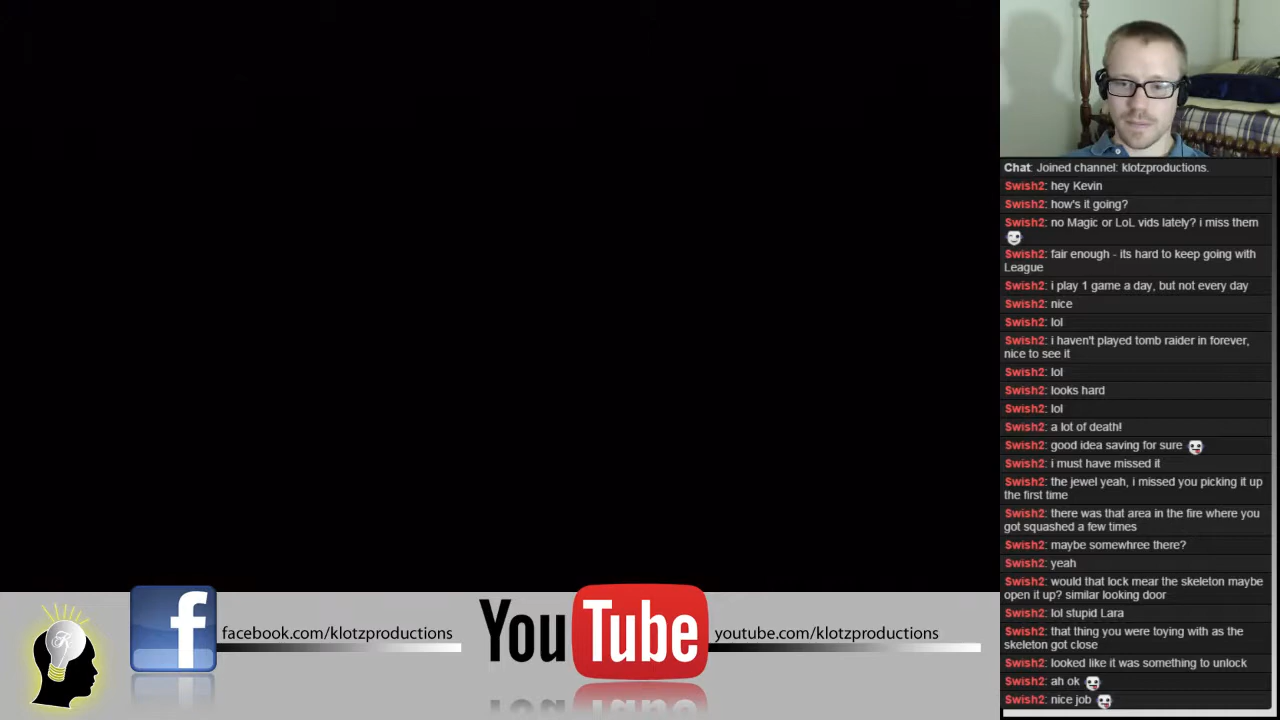 Chat: Joined channel: klotzproductions.
Swish2: hey Kevin
Swish2: how's it going?
Swish2: no Magic or LoL vids lately? i miss them
Swish2: fair enough - its hard to keep going with
League
Swish2: i play 1 game a day, but not every day
Swish2: nice
Swish2: lol
Swish2: i haven't played tomb raider in forever,
nice to see it
Swish2: lol
Swish2: looks hard
Swish2: lol
Swish2: a lot of death!
Swish2: good idea saving for sure
Swish2: i must have missed it
Swish2: the jewel yeah, i missed you picking it up
the first time
Swish2: there was that area in the fire where you
got squashed a few times
Swish2: maybe somewhree there?
Swish2: yeah
Swish2: would that lock mear the skeleton maybe
open it up? similar looking door
Swish2: lol stupid Lara
Swish2: that thing you were toying with as the
skeleton got close
Swish2: looked like it was something to unlock
Swish2: ah ok
Swish2: nice job
f facebook.com/klotzproductions
YouTube youtube.com/klotzproductions